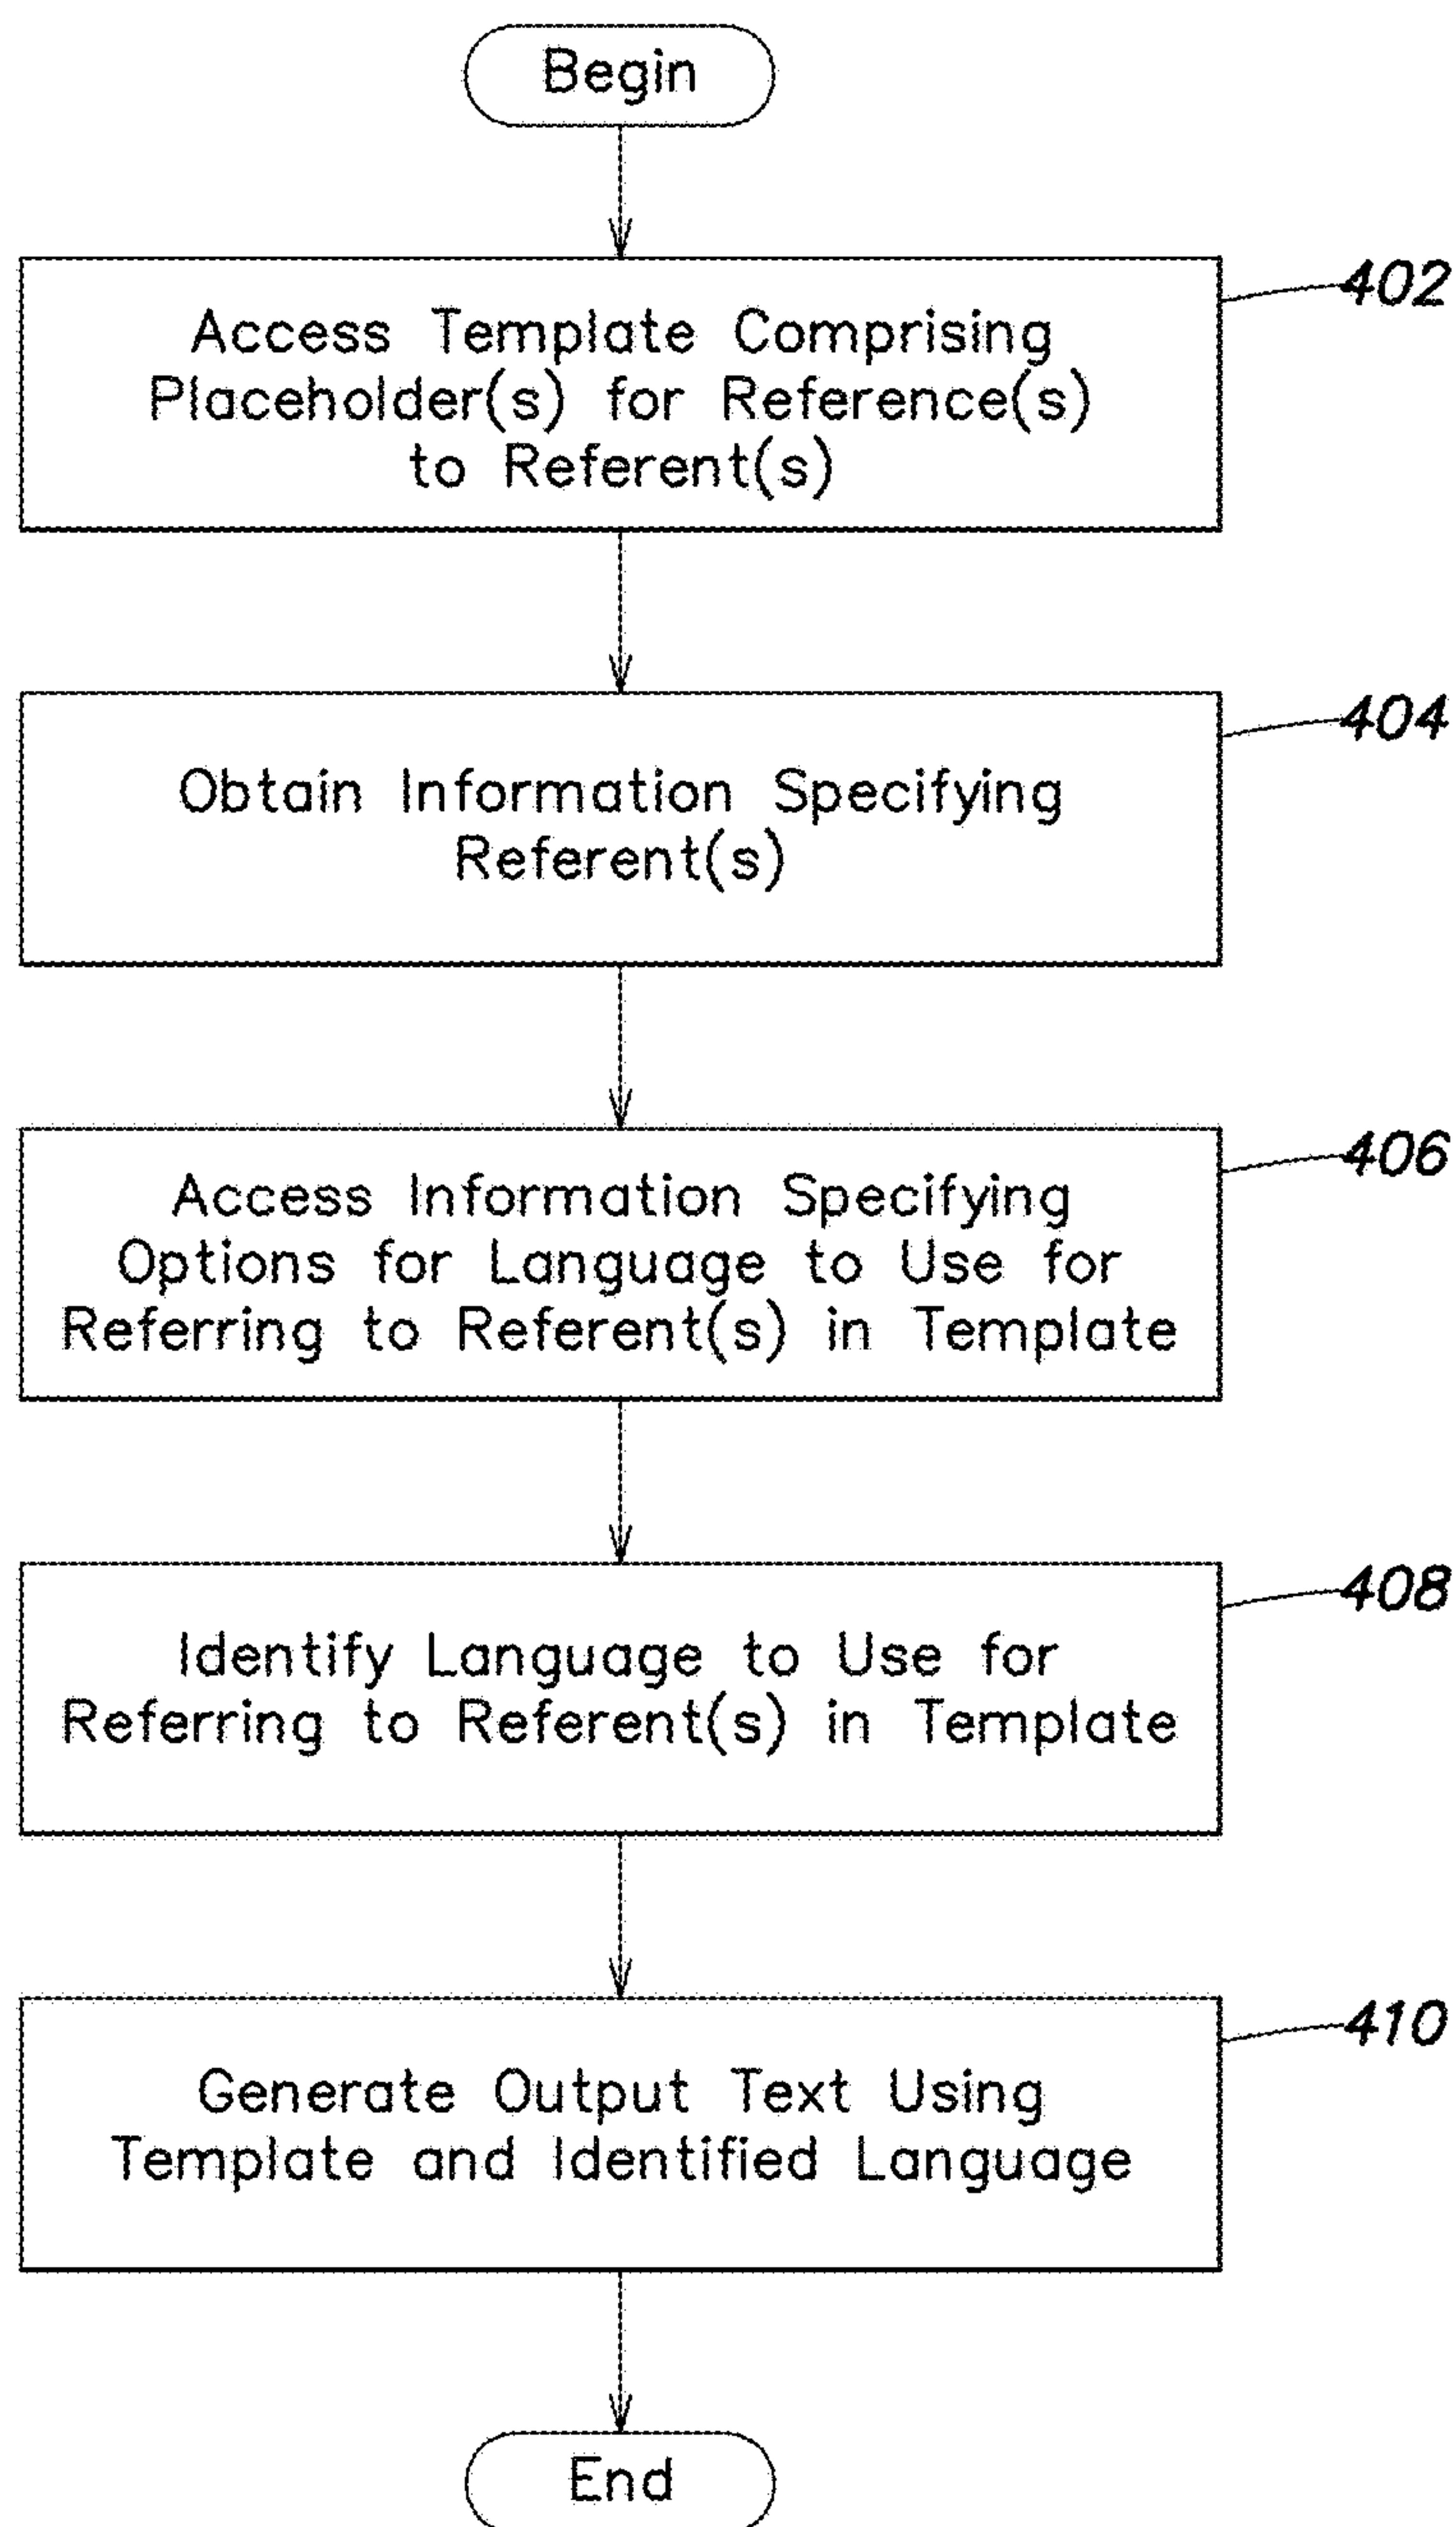 Begin
402
Access Template Comprising
Placeholder(s) for Reference(s)
to Referent(s)
404
Obtain Information Specifying
Referent(s)
406
Access Information Specifying
Options for Language to Use for
Referring to Referent(s) in Template
408
Identify Language to Use for
Referring to Referent(s) in Template
410
Generate Output Text Using
Template and Identified Language
End